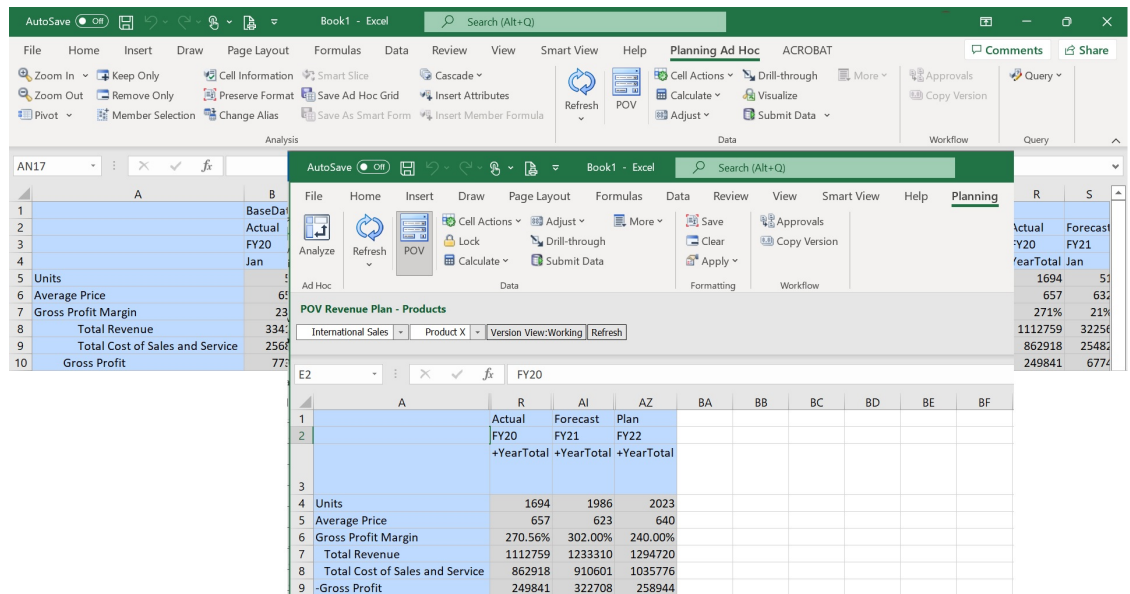 AutoSave Off Book1 - Excel Search (Alt+Q)
File Home Insert Draw Page Layout Formulas Data Review View Smart View Help Planning Ad Hoc ACROBAT Comments Share
Zoom In Keep Only Cell Information Smart Slice Cascade Cell Actions Drill-through More Approvals Query
Zoom Out Remove Only Preserve Format Save Ad Hoc Grid Insert Attributes Refresh POV Calculate Visualize Copy Version
Pivot Member Selection Change Alias Save As Smart Form Insert Member Formula Adjust Submit Data
Analysis Data Workflow Query
AN17 fx
A B R S
1 BaseDat
2 Actual Actual Forecast
3 FY20 FY20 FY21
4 Jan YearTotal Jan
5 Units 1694 51
6 Average Price 657 632
7 Gross Profit Margin 23 271% 21%
8 Total Revenue 3341 1112759 32256
9 Total Cost of Sales and Service 2568 862918 25482
10 Gross Profit 773 249841 6774
AutoSave Off Book1 - Excel Search (Alt+Q)
File Home Insert Draw Page Layout Formulas Data Review View Smart View Help Planning
Analyze Refresh POV Cell Actions Adjust More Save Approvals
Lock Drill-through Clear Copy Version
Calculate Submit Data Apply
Ad Hoc Data Formatting Workflow
POV Revenue Plan - Products
International Sales Product X Version View:Working Refresh
E2 fx FY20
A R AI AZ BA BB BC BD BE BF
1 Actual Forecast Plan
2 FY20 FY21 FY22
3 +YearTotal +YearTotal +YearTotal
4 Units 1694 1986 2023
5 Average Price 657 623 640
6 Gross Profit Margin 270.56% 302.00% 240.00%
7 Total Revenue 1112759 1233310 1294720
8 Total Cost of Sales and Service 862918 910601 1035776
9 -Gross Profit 249841 322708 258944